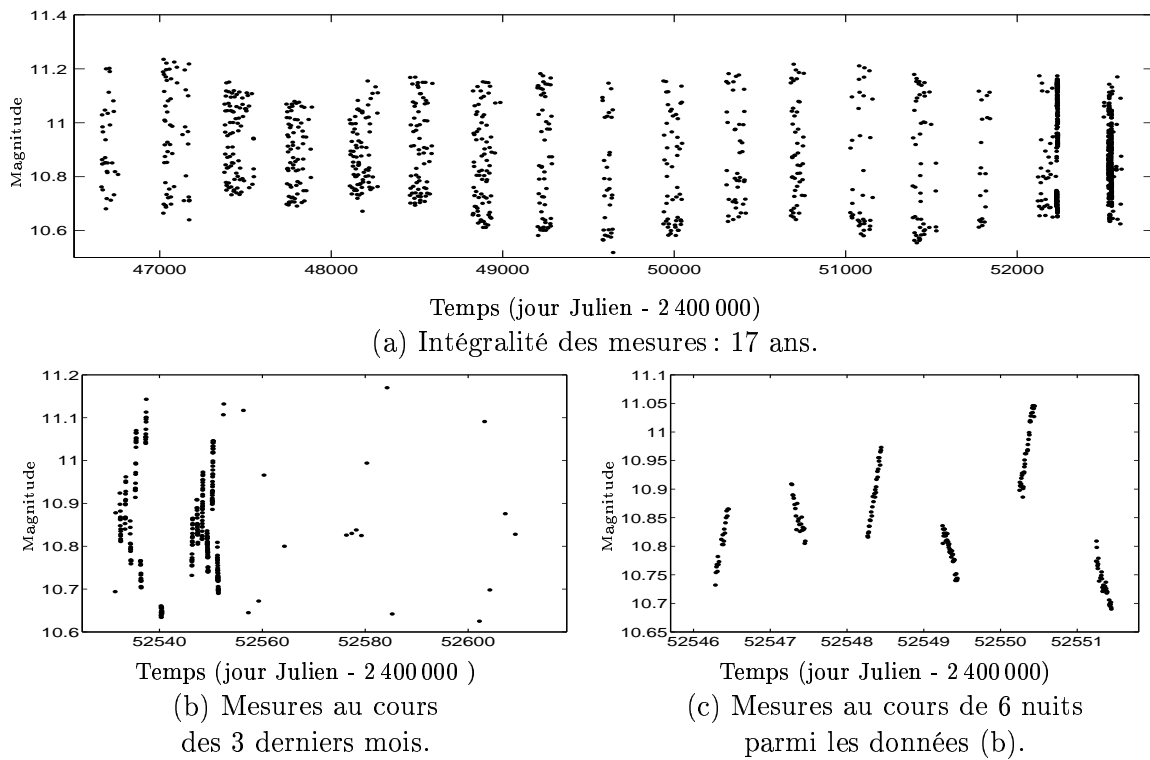 11.4
11.2
11
10.8
10.6
Magnitude
47000 48000 49000 50000 51000 52000
Temps (jour Julien - 2 400 000)
(a) Intégralité des mesures : 17 ans.
11.2
11.1
11
10.9
10.8
10.7
10.6
Magnitude
52540 52560 52580 52600
Temps (jour Julien - 2 400 000 )
(b) Mesures au cours
des 3 derniers mois.
11.1
11.05
11
10.95
10.9
10.85
10.8
10.75
10.7
10.65
Magnitude
52546 52547 52548 52549 52550 52551
Temps (jour Julien - 2 400 000)
(c) Mesures au cours de 6 nuits
parmi les données (b).